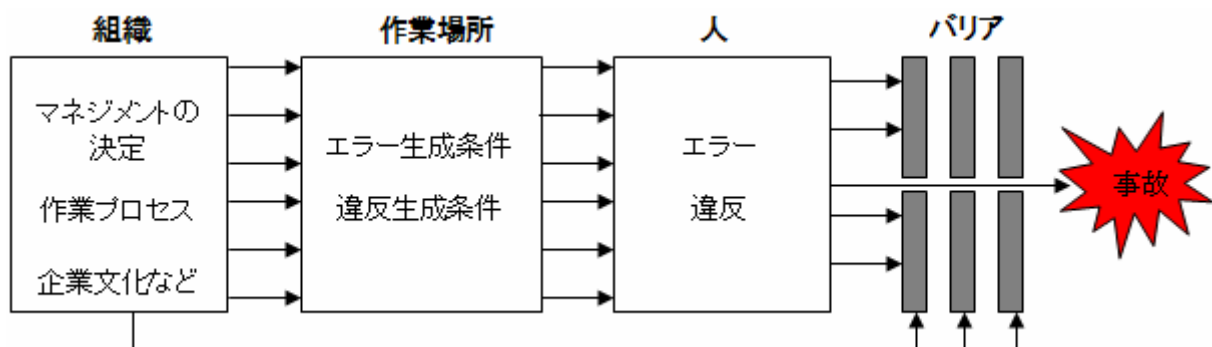 組織
作業場所
人
バリア
マネジメントの
決定
作業プロセス
企業文化など
エラー生成条件
違反生成条件
エラー
違反
事故